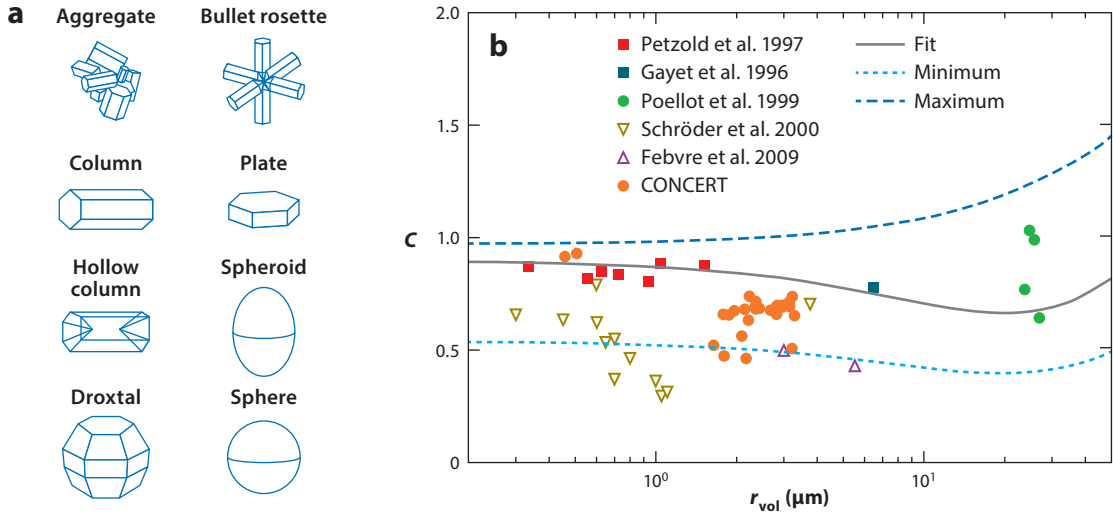 a
Aggregate
Bullet rosette
Column
Plate
Hollow
column
Spheroid
Droxtal
Sphere
b
Petzold et al. 1997
Gayet et al. 1996
Poellot et al. 1999
Schröder et al. 2000
Febvre et al. 2009
CONCERT
Fit
Minimum
Maximum
2.0
1.5
1.0
0.5
0
C
10⁰
10¹
r_vol (μm)